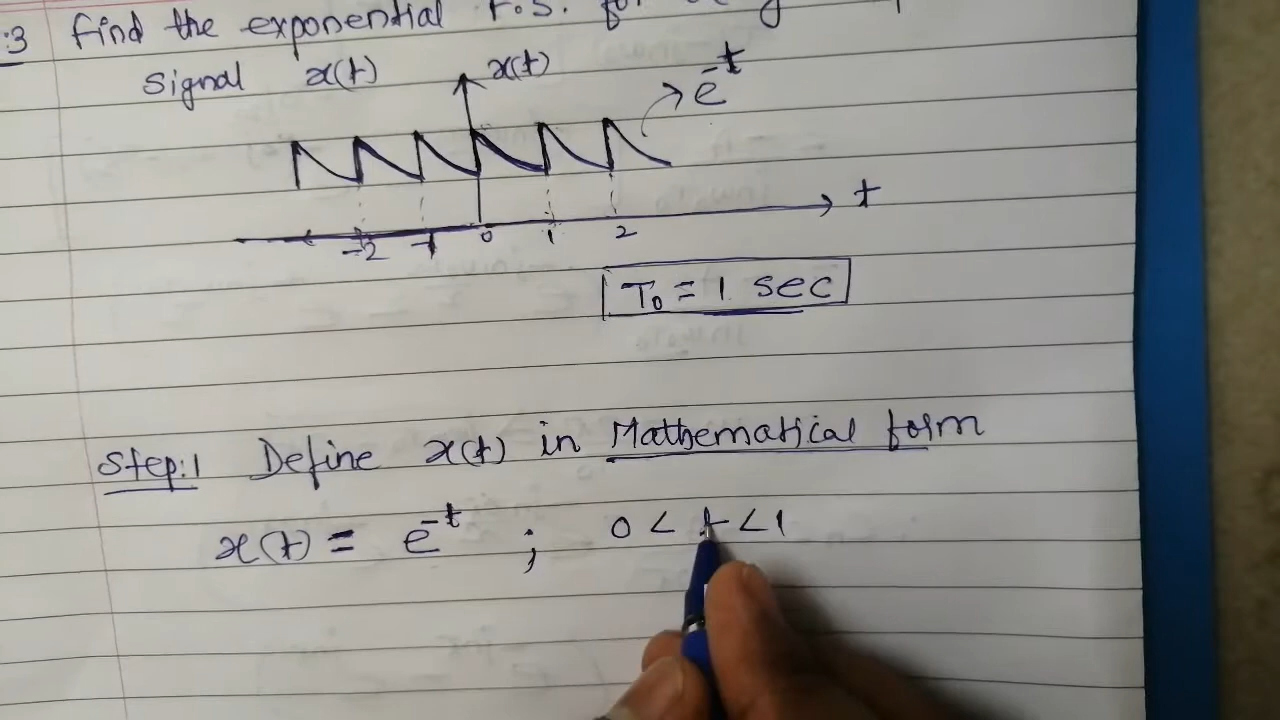 :3 Find the exponential F.S. for
signal x(t)
x(t)
e^-t
t
-2 -1 0 1 2
T₀ = 1 sec
Step:1 Define x(t) in Mathematical form
x(t) = e^-t ; 0 < t < 1